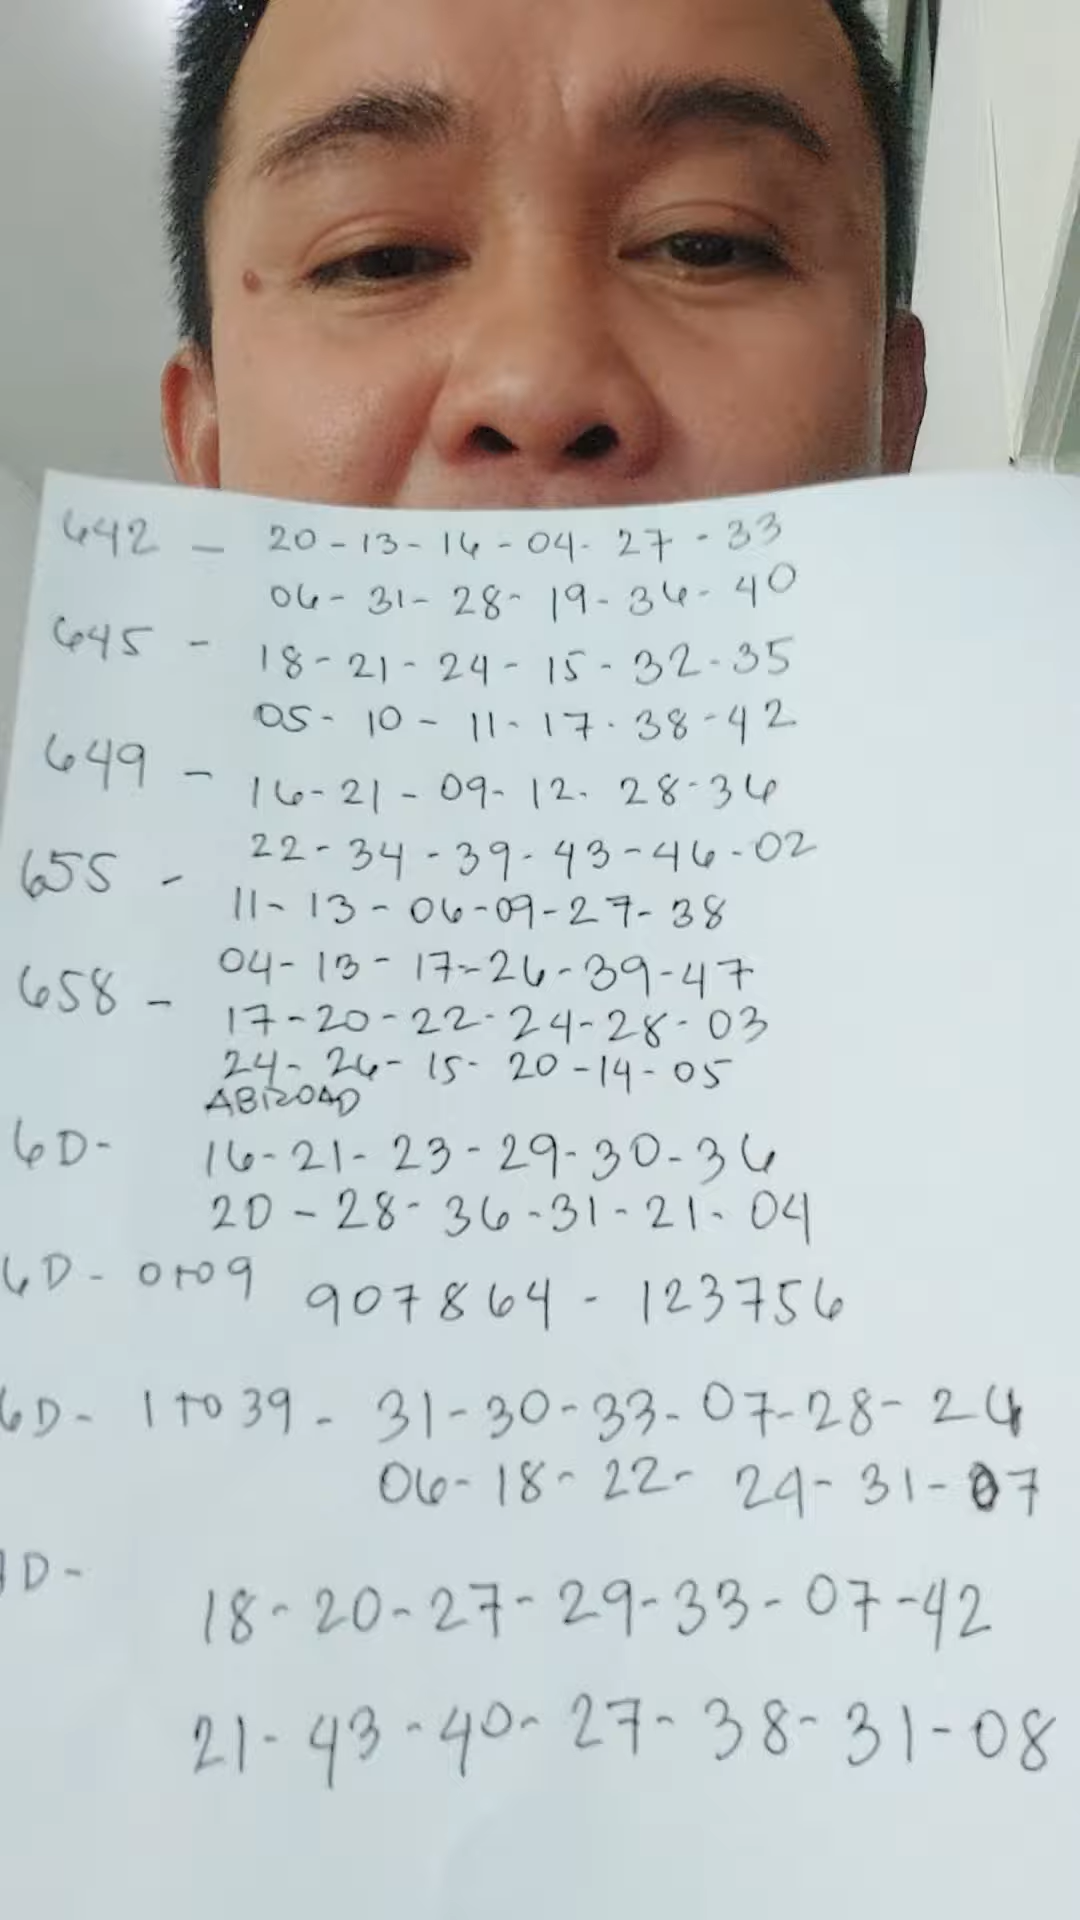 642 - 20-13-16-04-27-33
06-31-28-19-36-40
645 - 18-21-24-15-32-35
05-10-11-17-38-42
649 - 16-21-09-12-28-36
22-34-39-43-46-02
655 - 11-13-06-09-27-38
04-13-17-26-39-47
658 - 17-20-22-24-28-03
24-26-15-20-14-05
ABROAD
6D- 16-21-23-29-30-36
20-28-36-31-21-04
6D- 0to9 907864 - 123756
6D- 1 to 39 - 31-30-33-07-28-24
06-18-22-24-31-07
D- 18-20-27-29-33-07-42
21-43-40-27-38-31-08